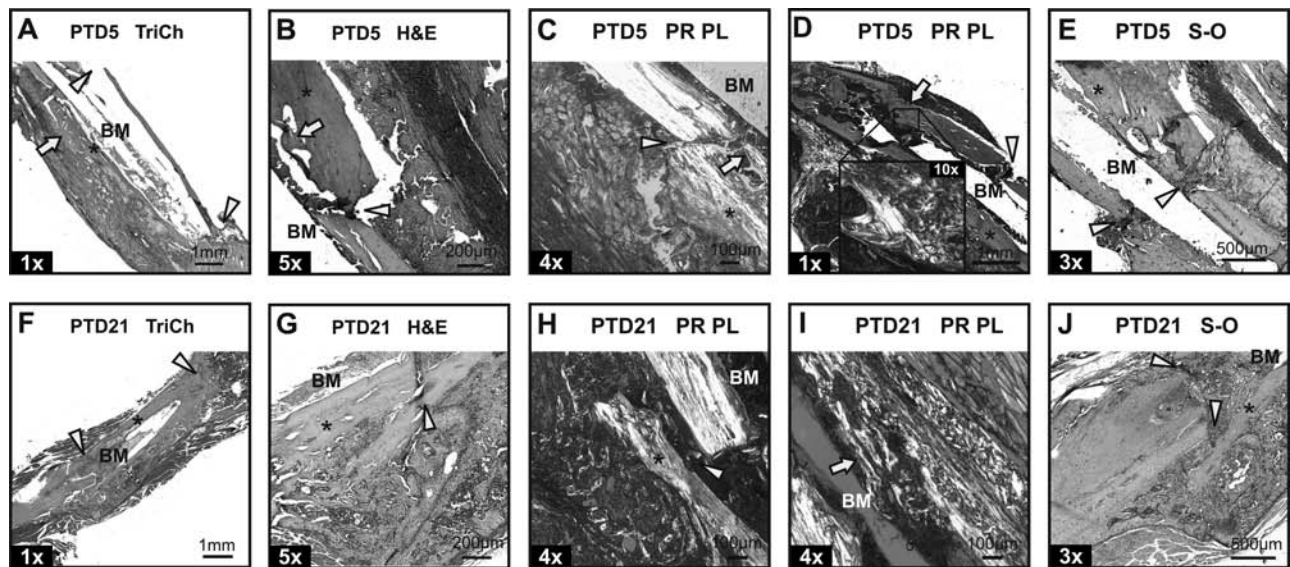 A PTD5 TriCh
BM
*
1x
1mm
B PTD5 H&E
*
BM
5x
200µm
C PTD5 PR PL
BM
*
4x
100µm
D PTD5 PR PL
10x
BM
*
1x
1mm
E PTD5 S-O
*
BM
3x
500µm
F PTD21 TriCh
*
BM
1x
1mm
G PTD21 H&E
BM
*
5x
200µm
H PTD21 PR PL
BM
*
4x
100µm
I PTD21 PR PL
BM
4x
100µm
J PTD21 S-O
BM
*
3x
500µm